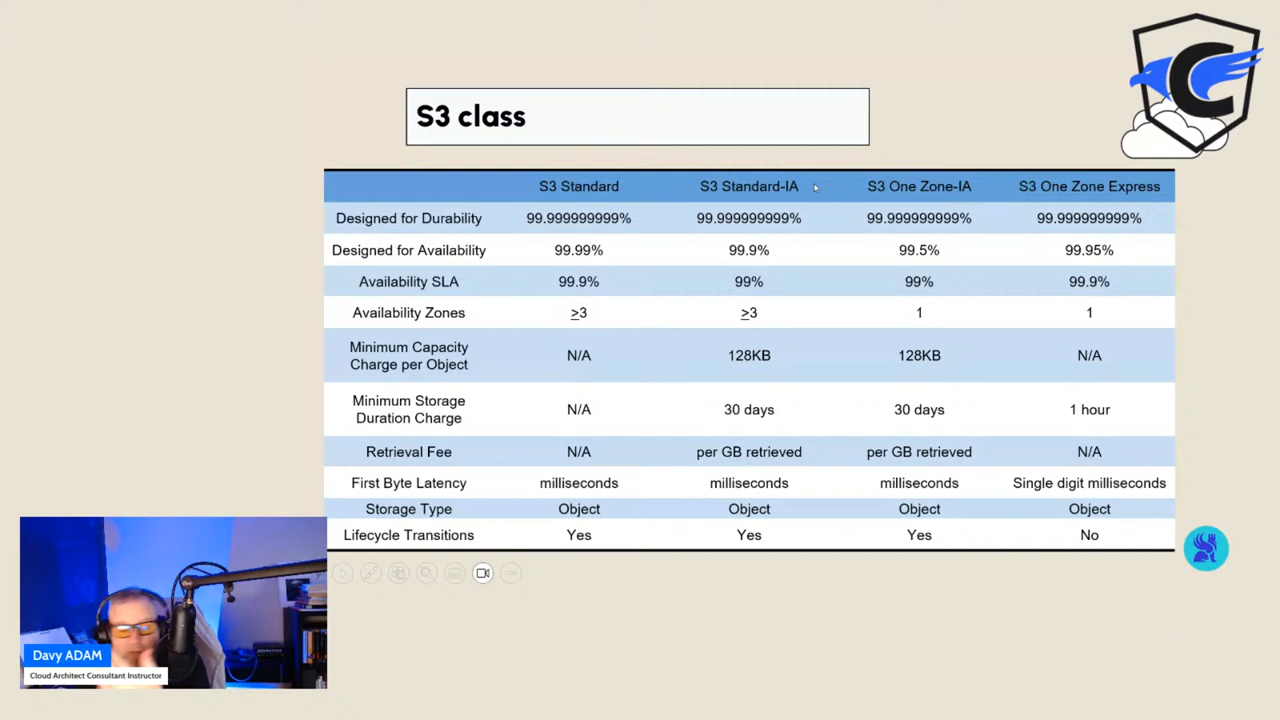 S3 class
S3 Standard S3 Standard-IA S3 One Zone-IA S3 One Zone Express
Designed for Durability 99.999999999% 99.999999999% 99.999999999% 99.999999999%
Designed for Availability 99.99% 99.9% 99.5% 99.95%
Availability SLA 99.9% 99% 99% 99.9%
Availability Zones ≥3 ≥3 1 1
Minimum Capacity
Charge per Object N/A 128KB 128KB N/A
Minimum Storage
Duration Charge N/A 30 days 30 days 1 hour
Retrieval Fee N/A per GB retrieved per GB retrieved N/A
First Byte Latency milliseconds milliseconds milliseconds Single digit milliseconds
Storage Type Object Object Object Object
Lifecycle Transitions Yes Yes Yes No
Davy ADAM
Cloud Architect Consultant Instructor
C